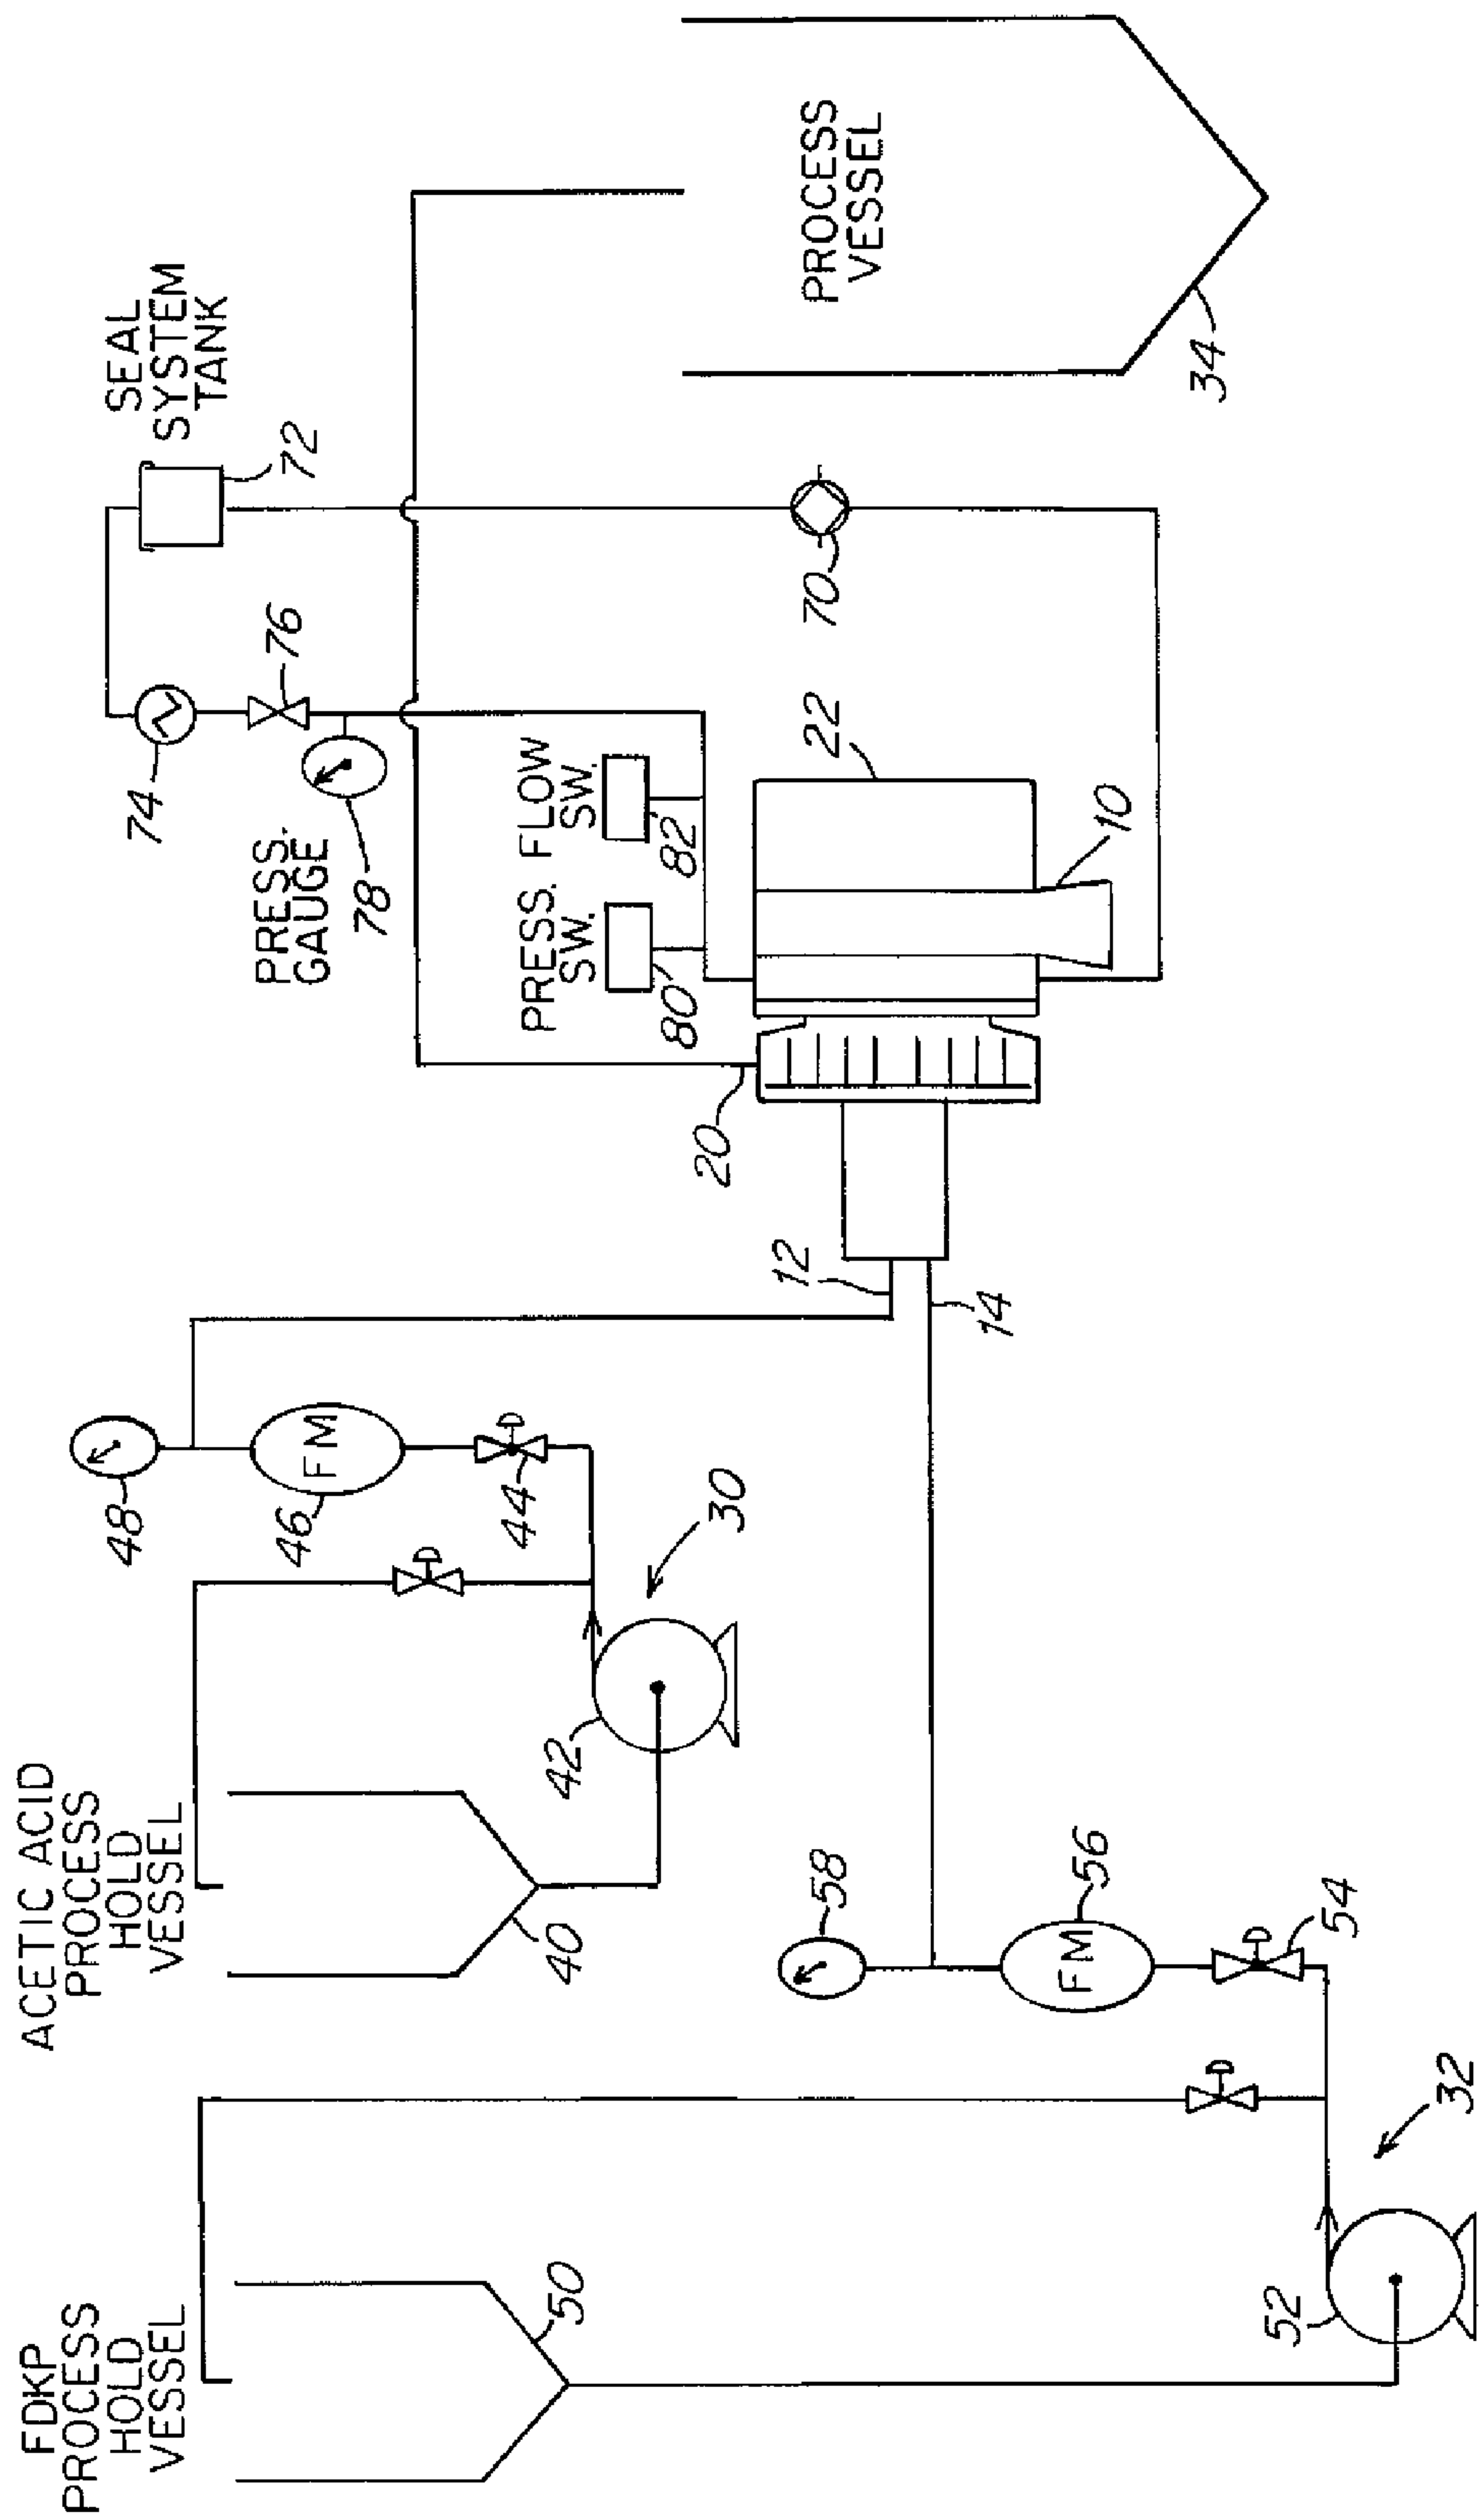 FDKP
PROCESS
HOLD
VESSEL
50
52
32
54
FM
56
58
ACETIC ACID
PROCESS
HOLD
VESSEL
40
42
30
44
FM
46
48
12
14
20
PRESS.
SW.
80
FLOW
SW.
82
PRESS.
GAUGE
78
74
76
22
10
70
SEAL
SYSTEM
TANK
72
PROCESS
VESSEL
34